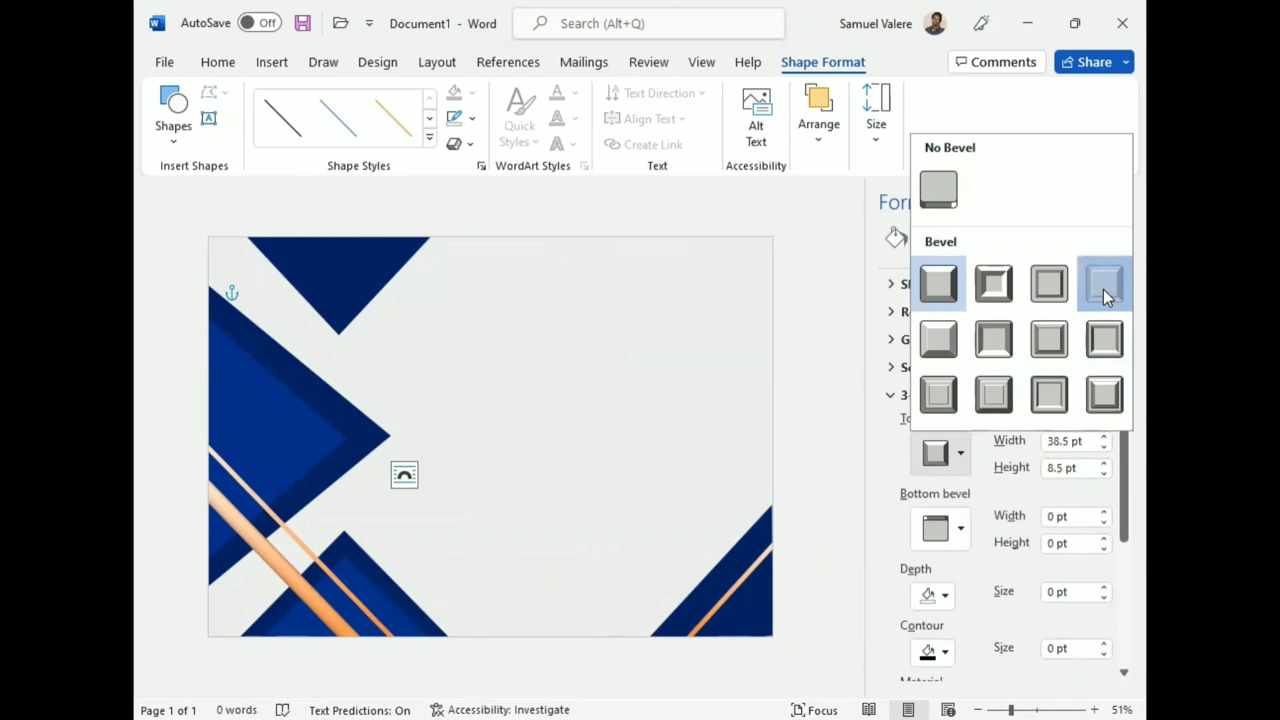 AutoSave Off Document1 - Word Search (Alt+Q) Samuel Valere
File Home Insert Draw Design Layout References Mailings Review View Help Shape Format Comments Share
Shapes
Insert Shapes
Shape Styles
Quick
Styles
WordArt Styles
Text Direction
Align Text
Create Link
Text
Alt
Text
Accessibility
Arrange
Size
No Bevel
Bevel
Width 38.5 pt
Height 8.5 pt
Bottom bevel
Width 0 pt
Height 0 pt
Depth
Size 0 pt
Contour
Size 0 pt
Page 1 of 1 0 words Text Predictions: On Accessibility: Investigate Focus 51%